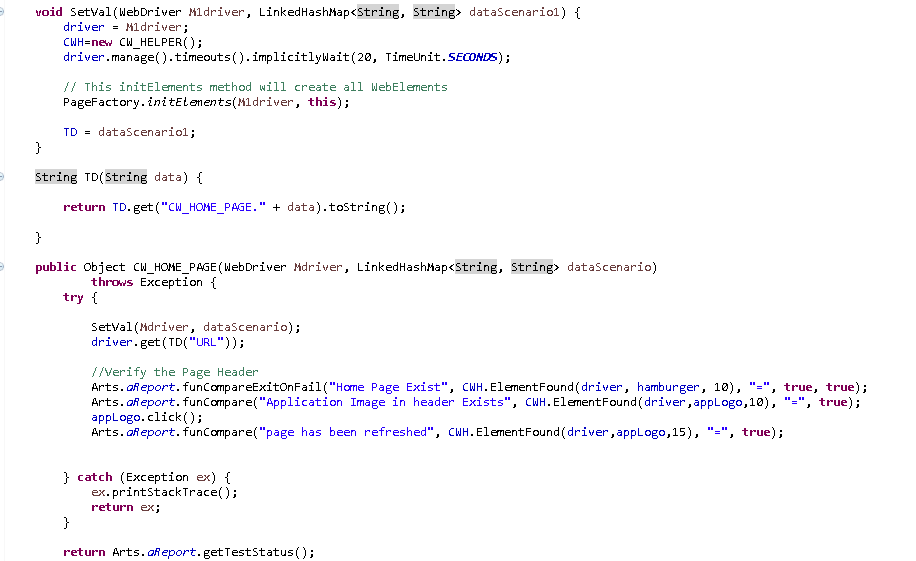 void SetVal(WebDriver M1driver, LinkedHashMap<String, String> dataScenario1) {
driver = M1driver;
CWH=new CW_HELPER();
driver.manage().timeouts().implicitlyWait(20, TimeUnit.SECONDS);
// This initElements method will create all WebElements
PageFactory.initElements(M1driver, this);
TD = dataScenario1;
}
String TD(String data) {
return TD.get("CW_HOME_PAGE." + data).toString();
}
public Object CW_HOME_PAGE(WebDriver Mdriver, LinkedHashMap<String, String> dataScenario)
throws Exception {
try {
SetVal(Mdriver, dataScenario);
driver.get(TD("URL"));
//Verify the Page Header
Arts.aReport.funCompareExitOnFail("Home Page Exist", CWH.ElementFound(driver, hamburger, 10), "=", true, true);
Arts.aReport.funCompare("Application Image in header Exists", CWH.ElementFound(driver,appLogo,10), "=", true);
appLogo.click();
Arts.aReport.funCompare("page has been refreshed", CWH.ElementFound(driver,appLogo,15), "=", true);
} catch (Exception ex) {
ex.printStackTrace();
return ex;
}
return Arts.aReport.getTestStatus();